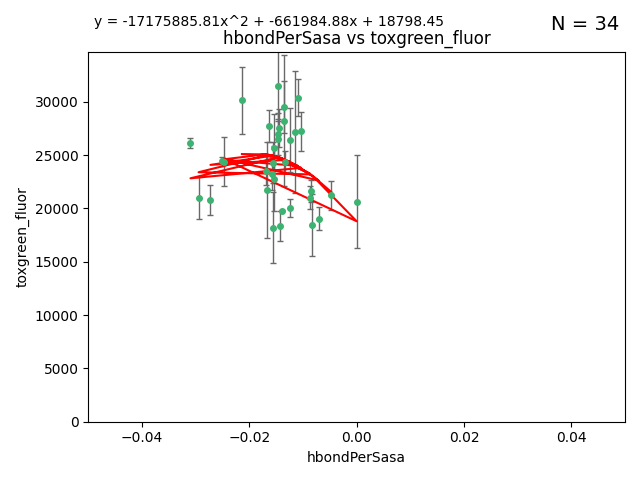 y = -17175885.81x^2 + -661984.88x + 18798.45
N = 34
hbondPerSasa vs toxgreen_fluor
toxgreen_fluor
30000
25000
20000
15000
10000
5000
0
−0.04
−0.02
0.00
0.02
0.04
hbondPerSasa